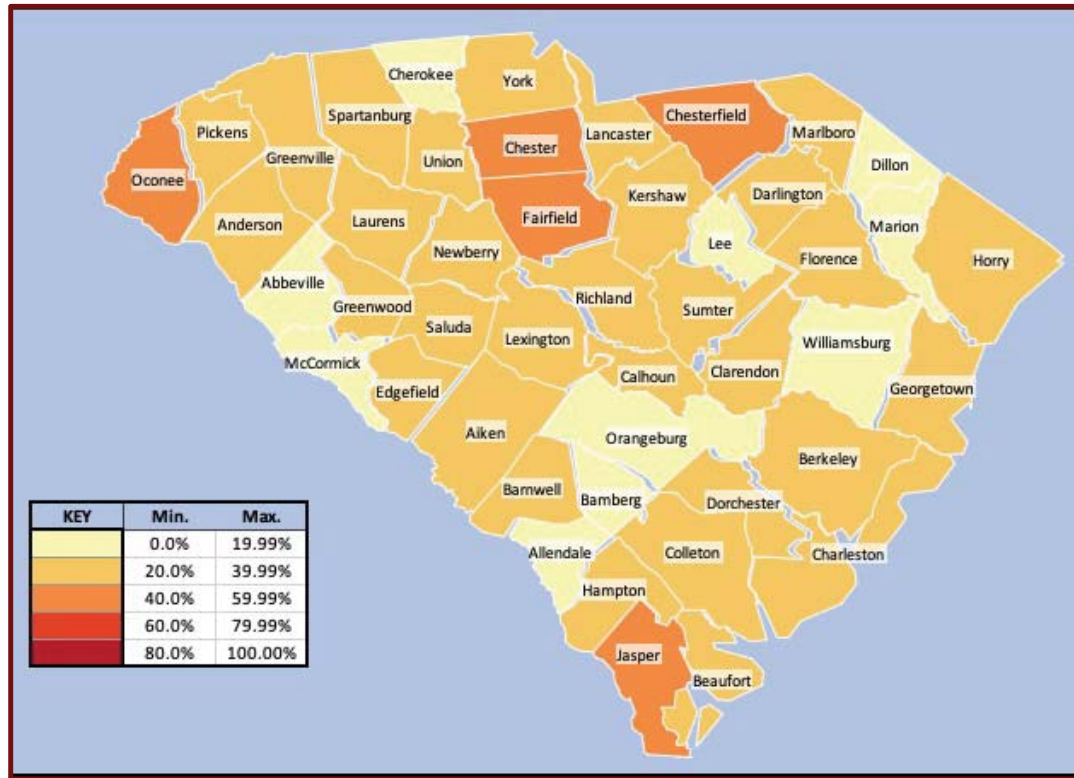 Cherokee
York
Spartanburg
Pickens
Greenville
Union
Oconee
Anderson
Laurens
Chester
Lancaster
Chesterfield
Marlboro
Dillon
Kershaw
Darlington
Fairfield
Newberry
Lee
Marion
Florence
Horry
Abbeville
Greenwood
Saluda
Lexington
Richland
Sumter
Williamsburg
McCormick
Edgefield
Calhoun
Clarendon
Georgetown
Aiken
Orangeburg
Berkeley
Barnwell
Bamberg
Dorchester
Allendale
Colleton
Charleston
Hampton
Jasper
Beaufort
KEY Min. Max.
0.0% 19.99%
20.0% 39.99%
40.0% 59.99%
60.0% 79.99%
80.0% 100.00%